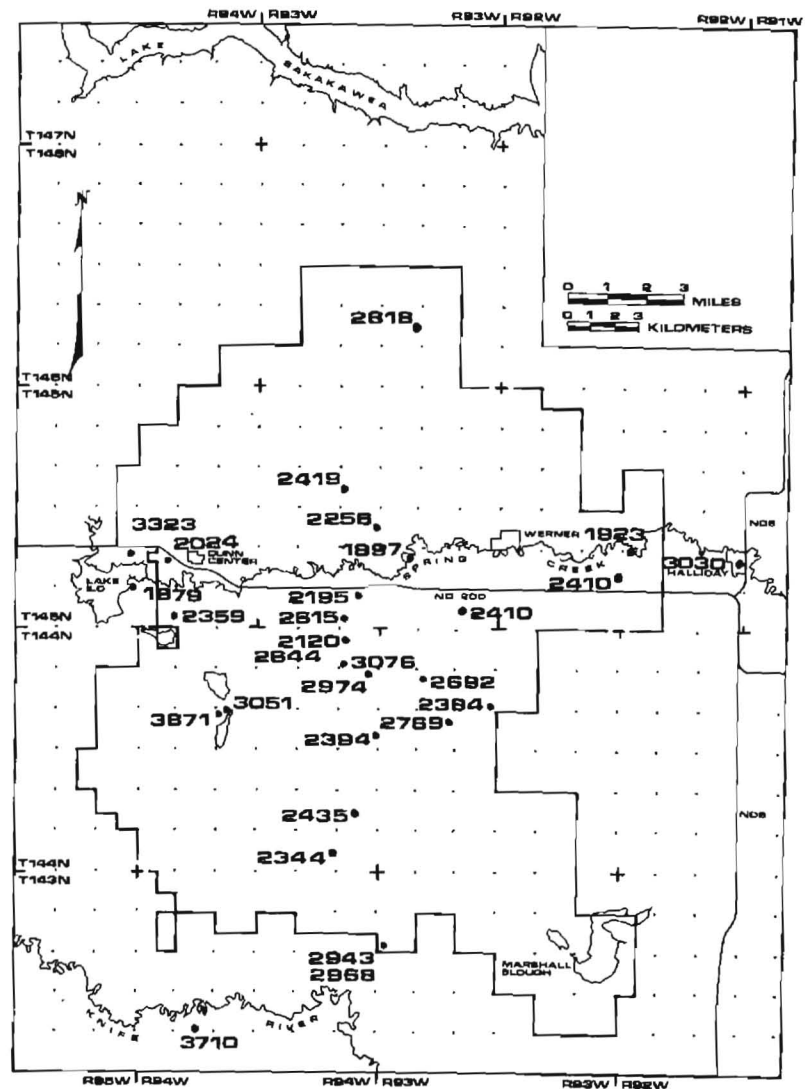 R94W R93W
R93W R92W
R92W R91W
LAKE
SAKAKAWEA
T147N
T146N
N
0 1 2 3
MILES
0 1 2 3
KILOMETERS
2618
T146N
T145N
2419
2258
3323
2024
DUNN
CENTER
1897
SPRING
CREEK
WERNER
1923
ND8
3030
HALLIDAY
2410
LAKE
ILO
1879
2359
2195
ND 200
2410
2615
T145N
T144N
2120
2644
3076
2974
2692
3051
3871
2384
2769
2394
2435
ND8
2344
T144N
T143N
2943
2968
MARSHALL
SLOUGH
KNIFE
RIVER
3710
R95W R94W
R94W R93W
R93W R92W